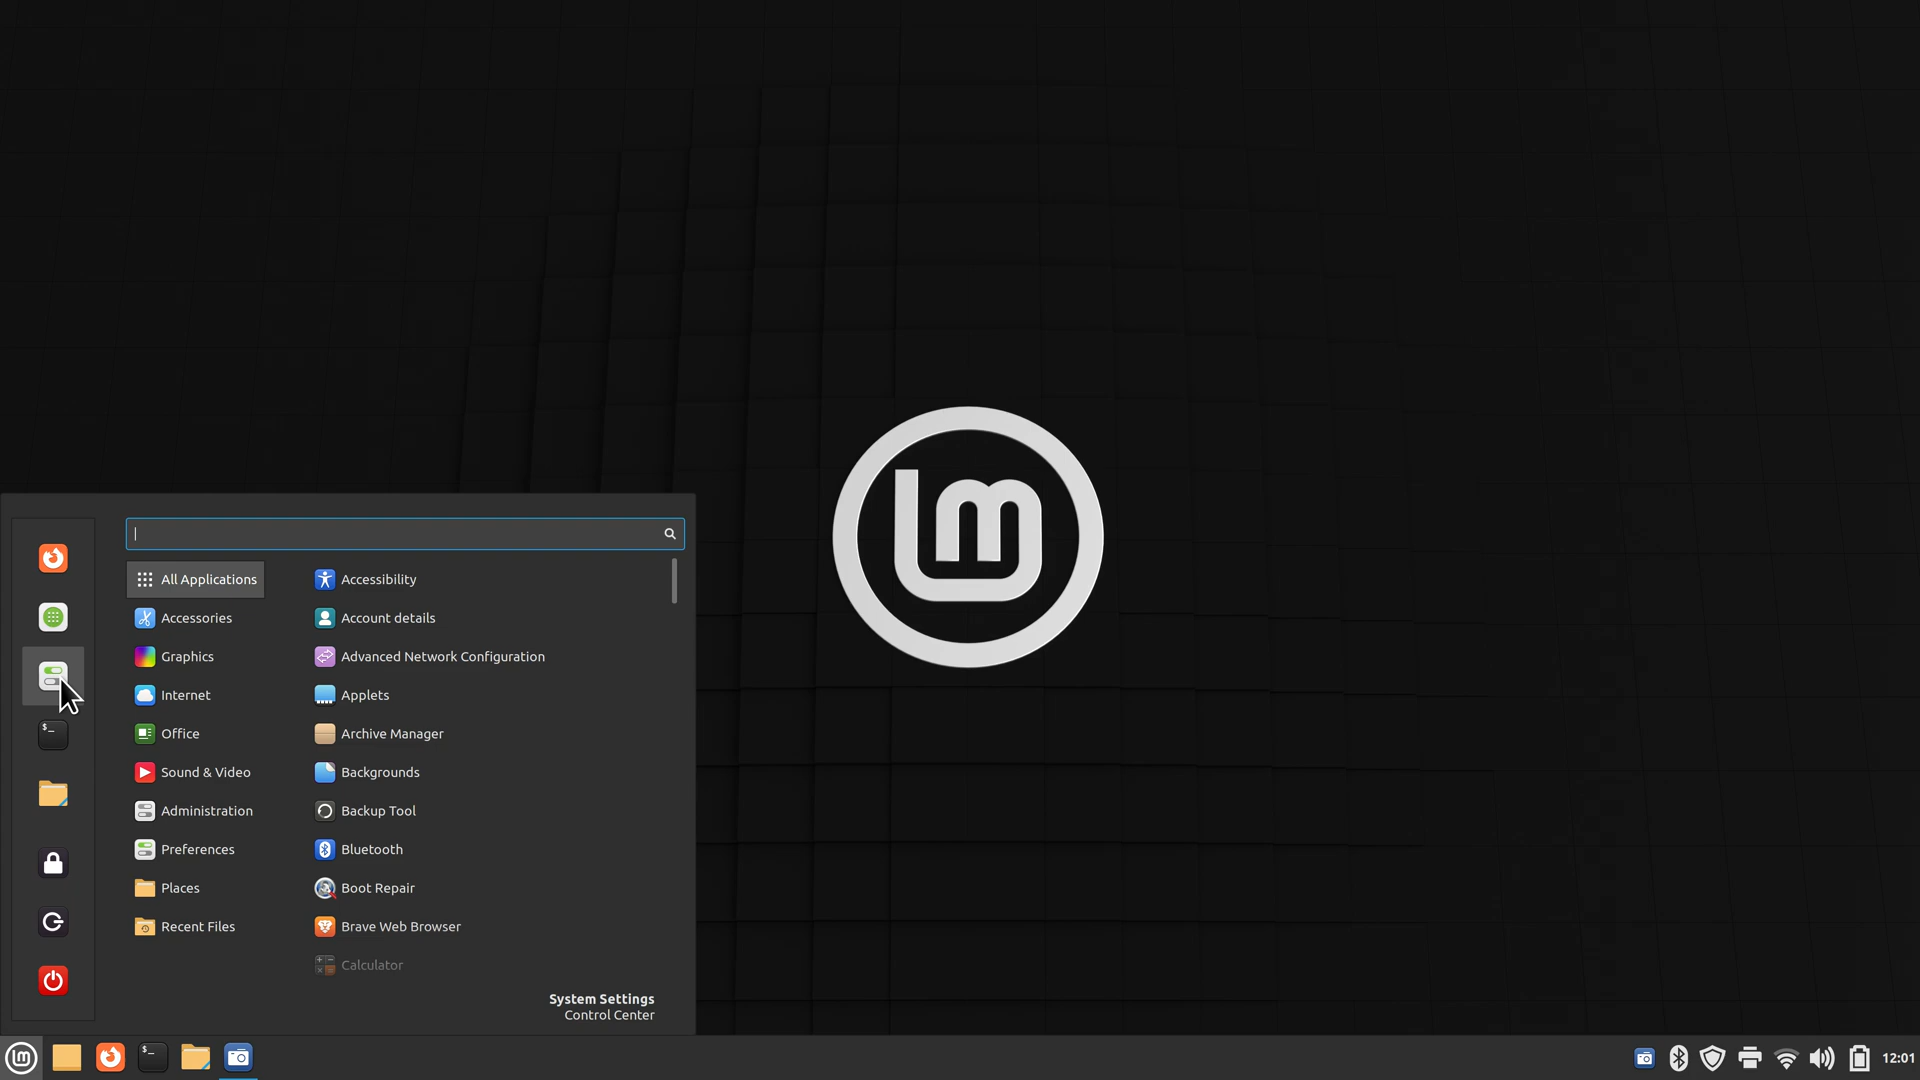 lm
All Applications
Accessories
Graphics
Internet
Office
Sound & Video
Administration
Preferences
Places
Recent Files
Accessibility
Account details
Advanced Network Configuration
Applets
Archive Manager
Backgrounds
Backup Tool
Bluetooth
Boot Repair
Brave Web Browser
Calculator
System Settings
Control Center
$_
lm
$_
12:01